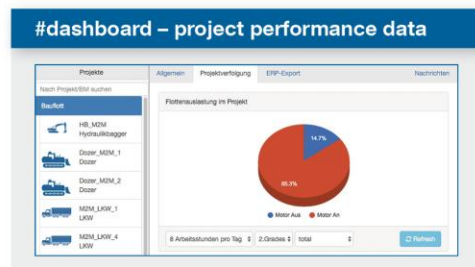 #dashboard – project performance data
Projekte
Allgemein Projektverfolgung ERP-Export Nachrichten
Nach Projekt/BM suchen
Bauflott
Flottenauslastung im Projekt
HB_M2M
Hydraulikbagger
Dozer_M2M_1
Dozer
Dozer_M2M_2
Dozer
M2M_LKW_1
LKW
M2M_LKW_4
LKW
14.7%
85.3%
Motor Aus Motor An
8 Arbeitsstunden pro Tag 2.Grades total Refresh